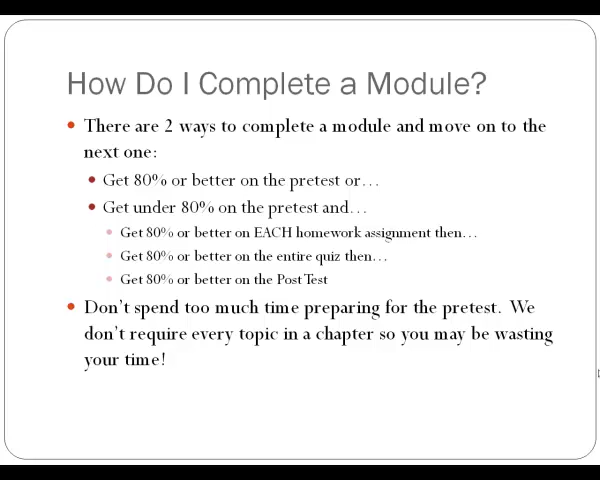 How Do I Complete a Module?
• There are 2 ways to complete a module and move on to the
next one:
• Get 80% or better on the pretest or…
• Get under 80% on the pretest and…
• Get 80% or better on EACH homework assignment then…
• Get 80% or better on the entire quiz then…
• Get 80% or better on the Post Test
• Don't spend too much time preparing for the pretest. We
don't require every topic in a chapter so you may be wasting
your time!